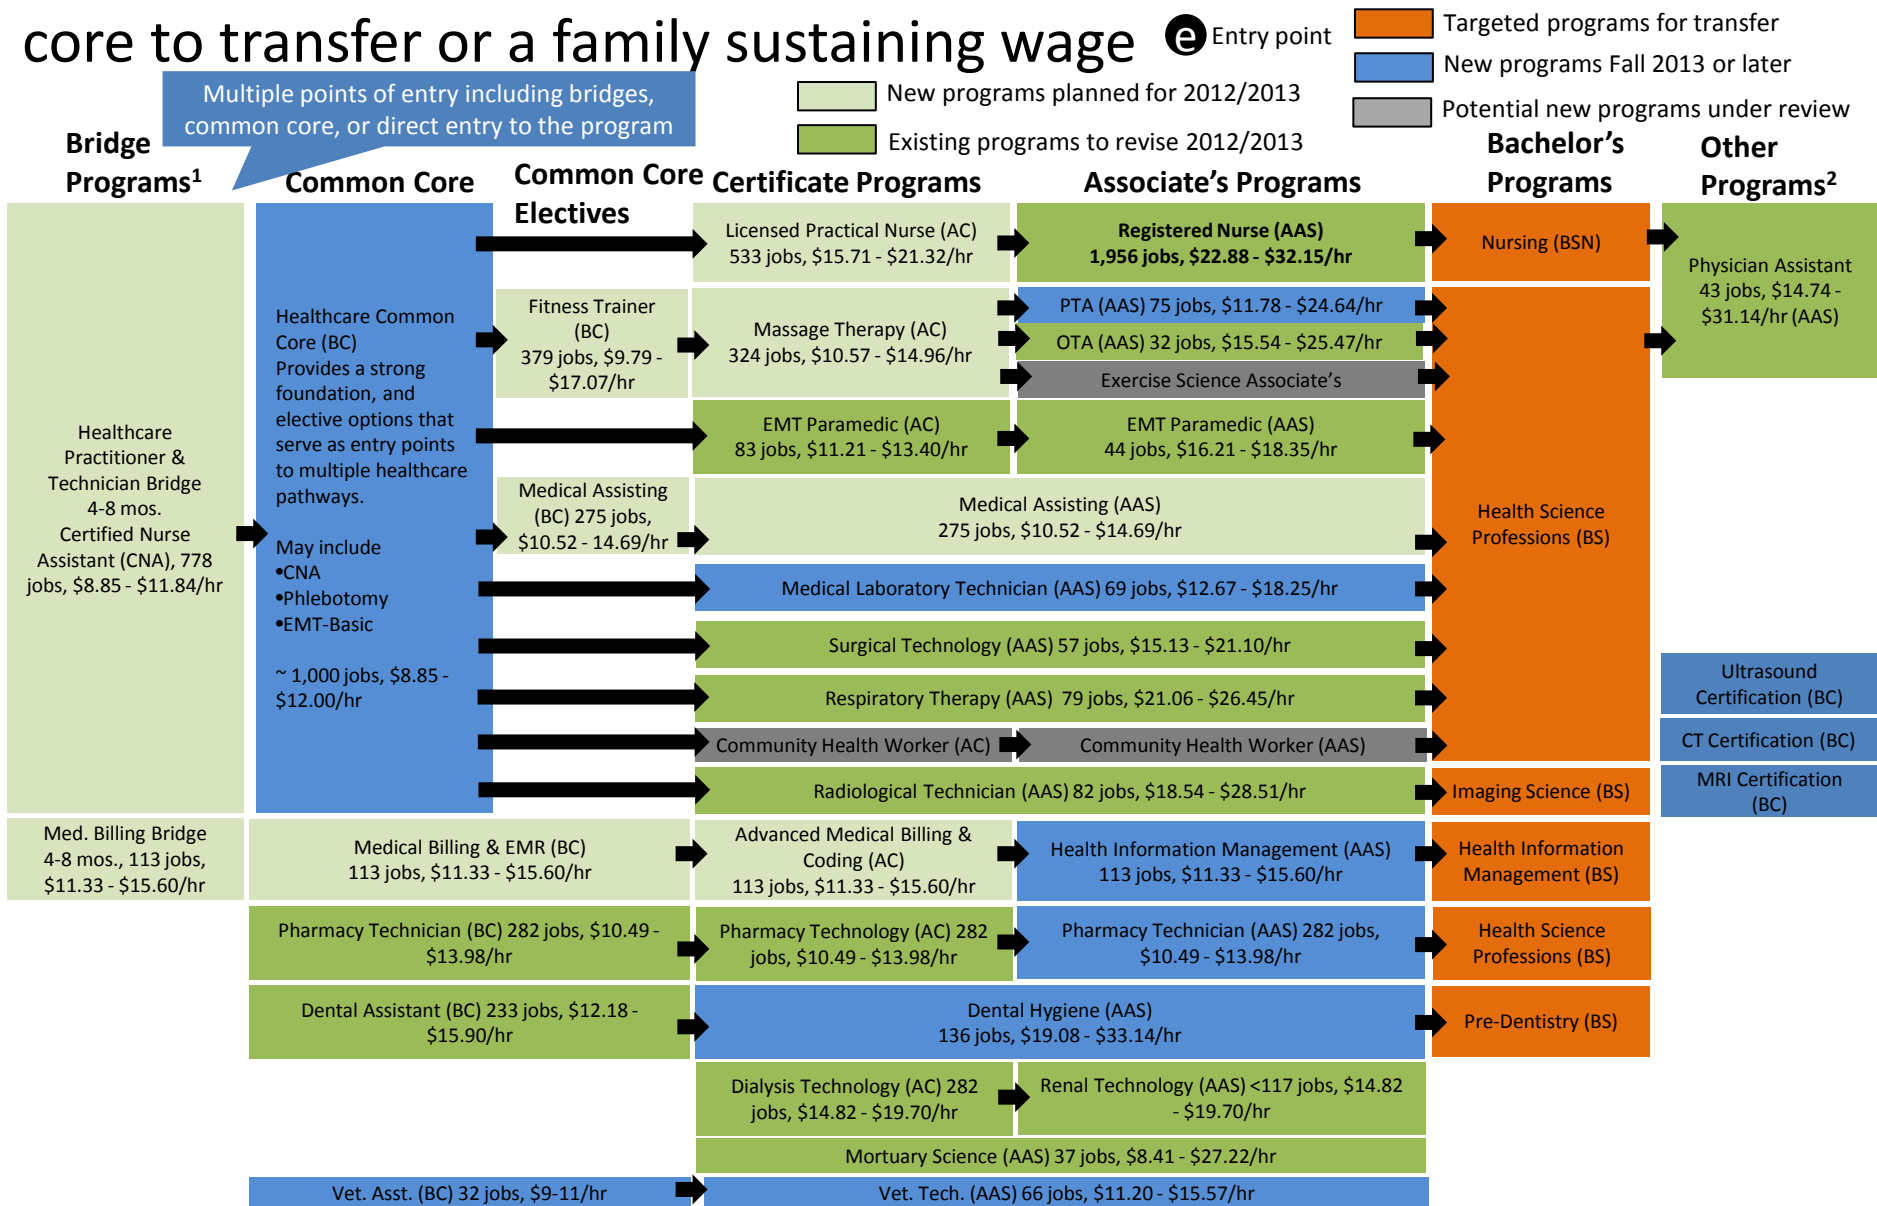 core to transfer or a family sustaining wage
e Entry point
Targeted programs for transfer
New programs Fall 2013 or later
Potential new programs under review
New programs planned for 2012/2013
Existing programs to revise 2012/2013
Multiple points of entry including bridges,
common core, or direct entry to the program
Bridge
Programs¹
Common Core
Common Core
Electives
Certificate Programs
Associate's Programs
Bachelor's
Programs
Other
Programs²
Healthcare
Practitioner &
Technician Bridge
4-8 mos.
Certified Nurse
Assistant (CNA), 778
jobs, $8.85 - $11.84/hr
Healthcare Common
Core (BC)
Provides a strong
foundation, and
elective options that
serve as entry points
to multiple healthcare
pathways.
May include
•CNA
•Phlebotomy
•EMT-Basic
~ 1,000 jobs, $8.85 -
$12.00/hr
Licensed Practical Nurse (AC)
533 jobs, $15.71 - $21.32/hr
Registered Nurse (AAS)
1,956 jobs, $22.88 - $32.15/hr
Nursing (BSN)
Physician Assistant
43 jobs, $14.74 -
$31.14/hr (AAS)
Fitness Trainer
(BC)
379 jobs, $9.79 -
$17.07/hr
Massage Therapy (AC)
324 jobs, $10.57 - $14.96/hr
PTA (AAS) 75 jobs, $11.78 - $24.64/hr
OTA (AAS) 32 jobs, $15.54 - $25.47/hr
Exercise Science Associate's
EMT Paramedic (AC)
83 jobs, $11.21 - $13.40/hr
EMT Paramedic (AAS)
44 jobs, $16.21 - $18.35/hr
Medical Assisting
(BC) 275 jobs,
$10.52 - 14.69/hr
Medical Assisting (AAS)
275 jobs, $10.52 - $14.69/hr
Health Science
Professions (BS)
Medical Laboratory Technician (AAS) 69 jobs, $12.67 - $18.25/hr
Surgical Technology (AAS) 57 jobs, $15.13 - $21.10/hr
Respiratory Therapy (AAS) 79 jobs, $21.06 - $26.45/hr
Community Health Worker (AC)
Community Health Worker (AAS)
Radiological Technician (AAS) 82 jobs, $18.54 - $28.51/hr
Imaging Science (BS)
Ultrasound
Certification (BC)
CT Certification (BC)
MRI Certification
(BC)
Med. Billing Bridge
4-8 mos., 113 jobs,
$11.33 - $15.60/hr
Medical Billing & EMR (BC)
113 jobs, $11.33 - $15.60/hr
Advanced Medical Billing &
Coding (AC)
113 jobs, $11.33 - $15.60/hr
Health Information Management (AAS)
113 jobs, $11.33 - $15.60/hr
Health Information
Management (BS)
Pharmacy Technician (BC) 282 jobs, $10.49 -
$13.98/hr
Pharmacy Technology (AC) 282
jobs, $10.49 - $13.98/hr
Pharmacy Technician (AAS) 282 jobs,
$10.49 - $13.98/hr
Health Science
Professions (BS)
Dental Assistant (BC) 233 jobs, $12.18 -
$15.90/hr
Dental Hygiene (AAS)
136 jobs, $19.08 - $33.14/hr
Pre-Dentistry (BS)
Dialysis Technology (AC) 282
jobs, $14.82 - $19.70/hr
Renal Technology (AAS) <117 jobs, $14.82
- $19.70/hr
Mortuary Science (AAS) 37 jobs, $8.41 - $27.22/hr
Vet. Asst. (BC) 32 jobs, $9-11/hr
Vet. Tech. (AAS) 66 jobs, $11.20 - $15.57/hr